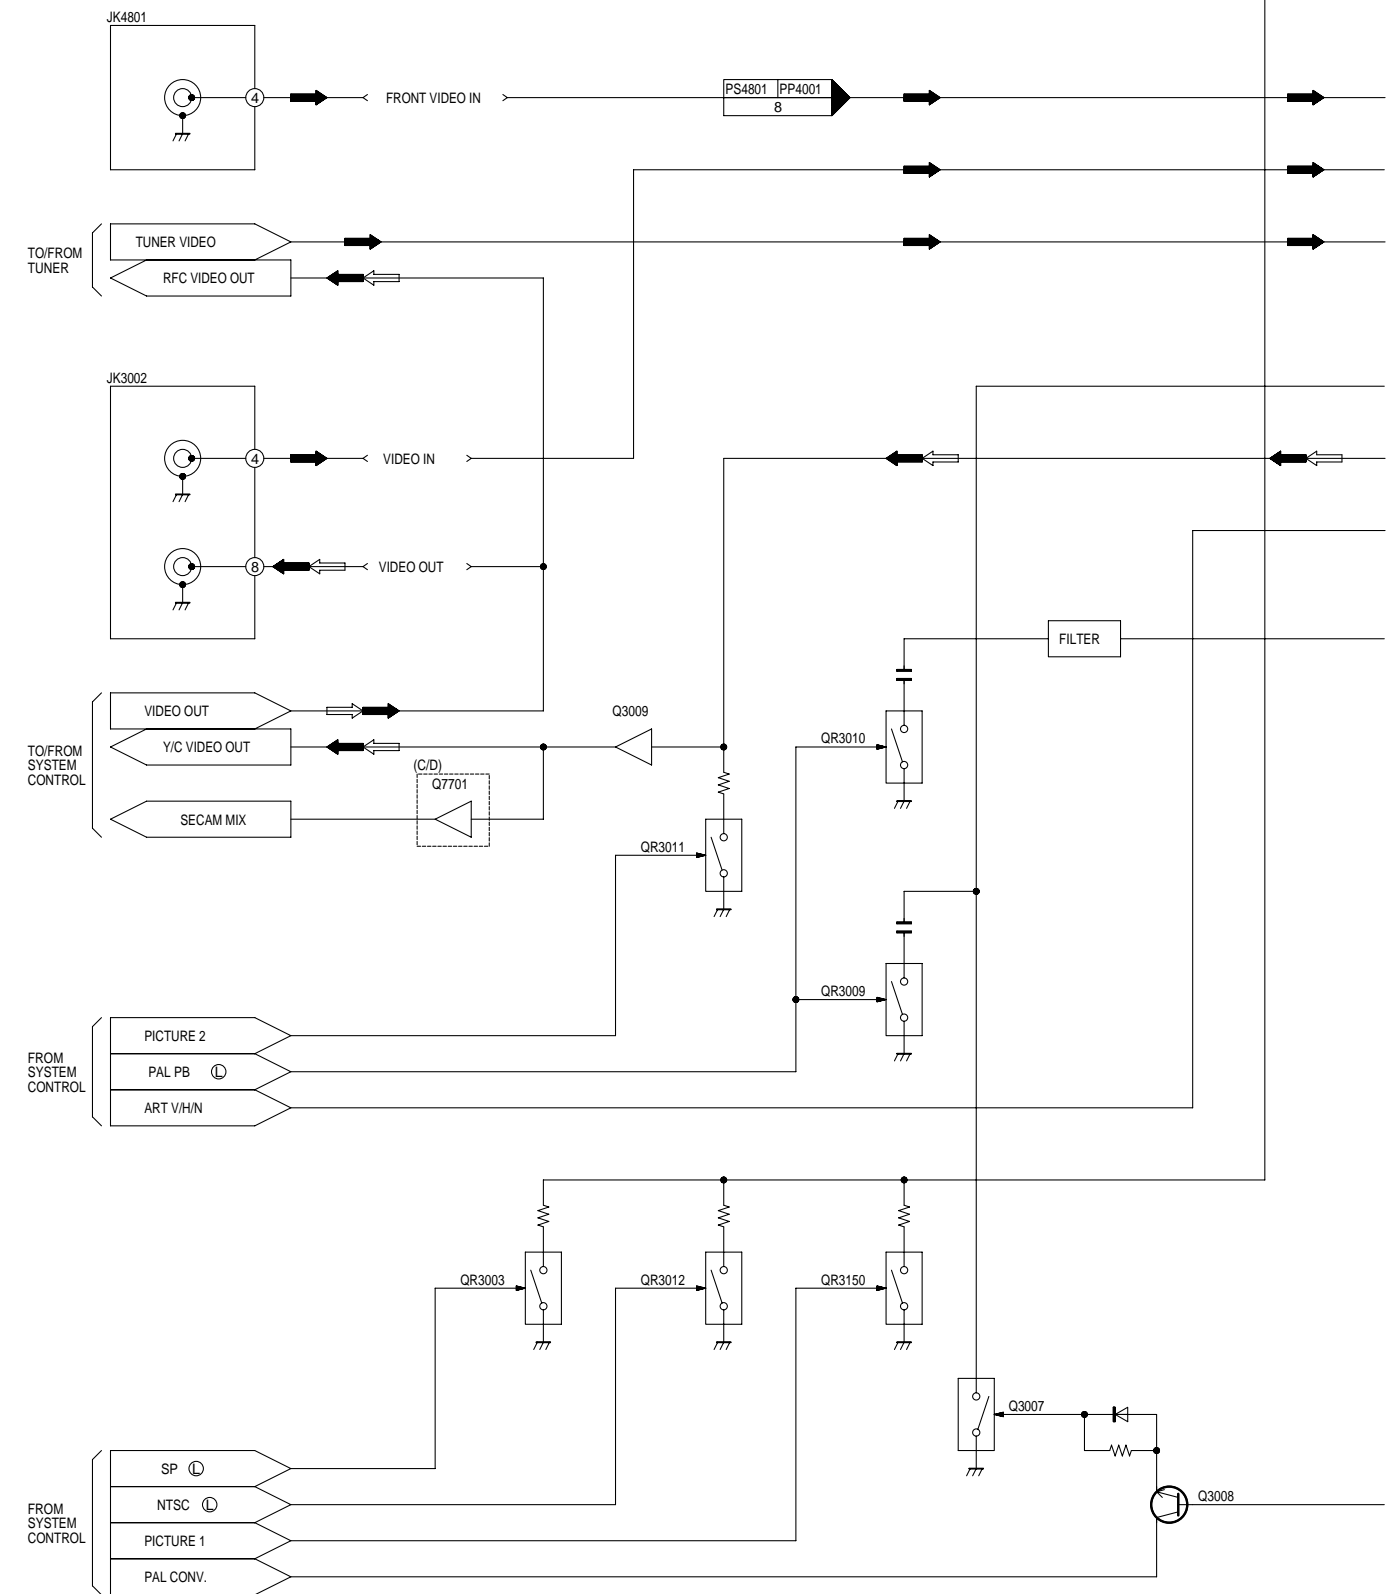 JK4801
4
FRONT VIDEO IN
PS4801
PP4001
8
TO/FROM
TUNER
TUNER VIDEO
RFC VIDEO OUT
JK3002
4
VIDEO IN
8
VIDEO OUT
FILTER
TO/FROM
SYSTEM
CONTROL
VIDEO OUT
Y/C VIDEO OUT
SECAM MIX
(C/D)
Q7701
Q3009
QR3010
QR3011
QR3009
FROM
SYSTEM
CONTROL
PICTURE 2
PAL PB Ⓛ
ART V/H/N
QR3003
QR3012
QR3150
Q3007
Q3008
FROM
SYSTEM
CONTROL
SP Ⓛ
NTSC Ⓛ
PICTURE 1
PAL CONV.